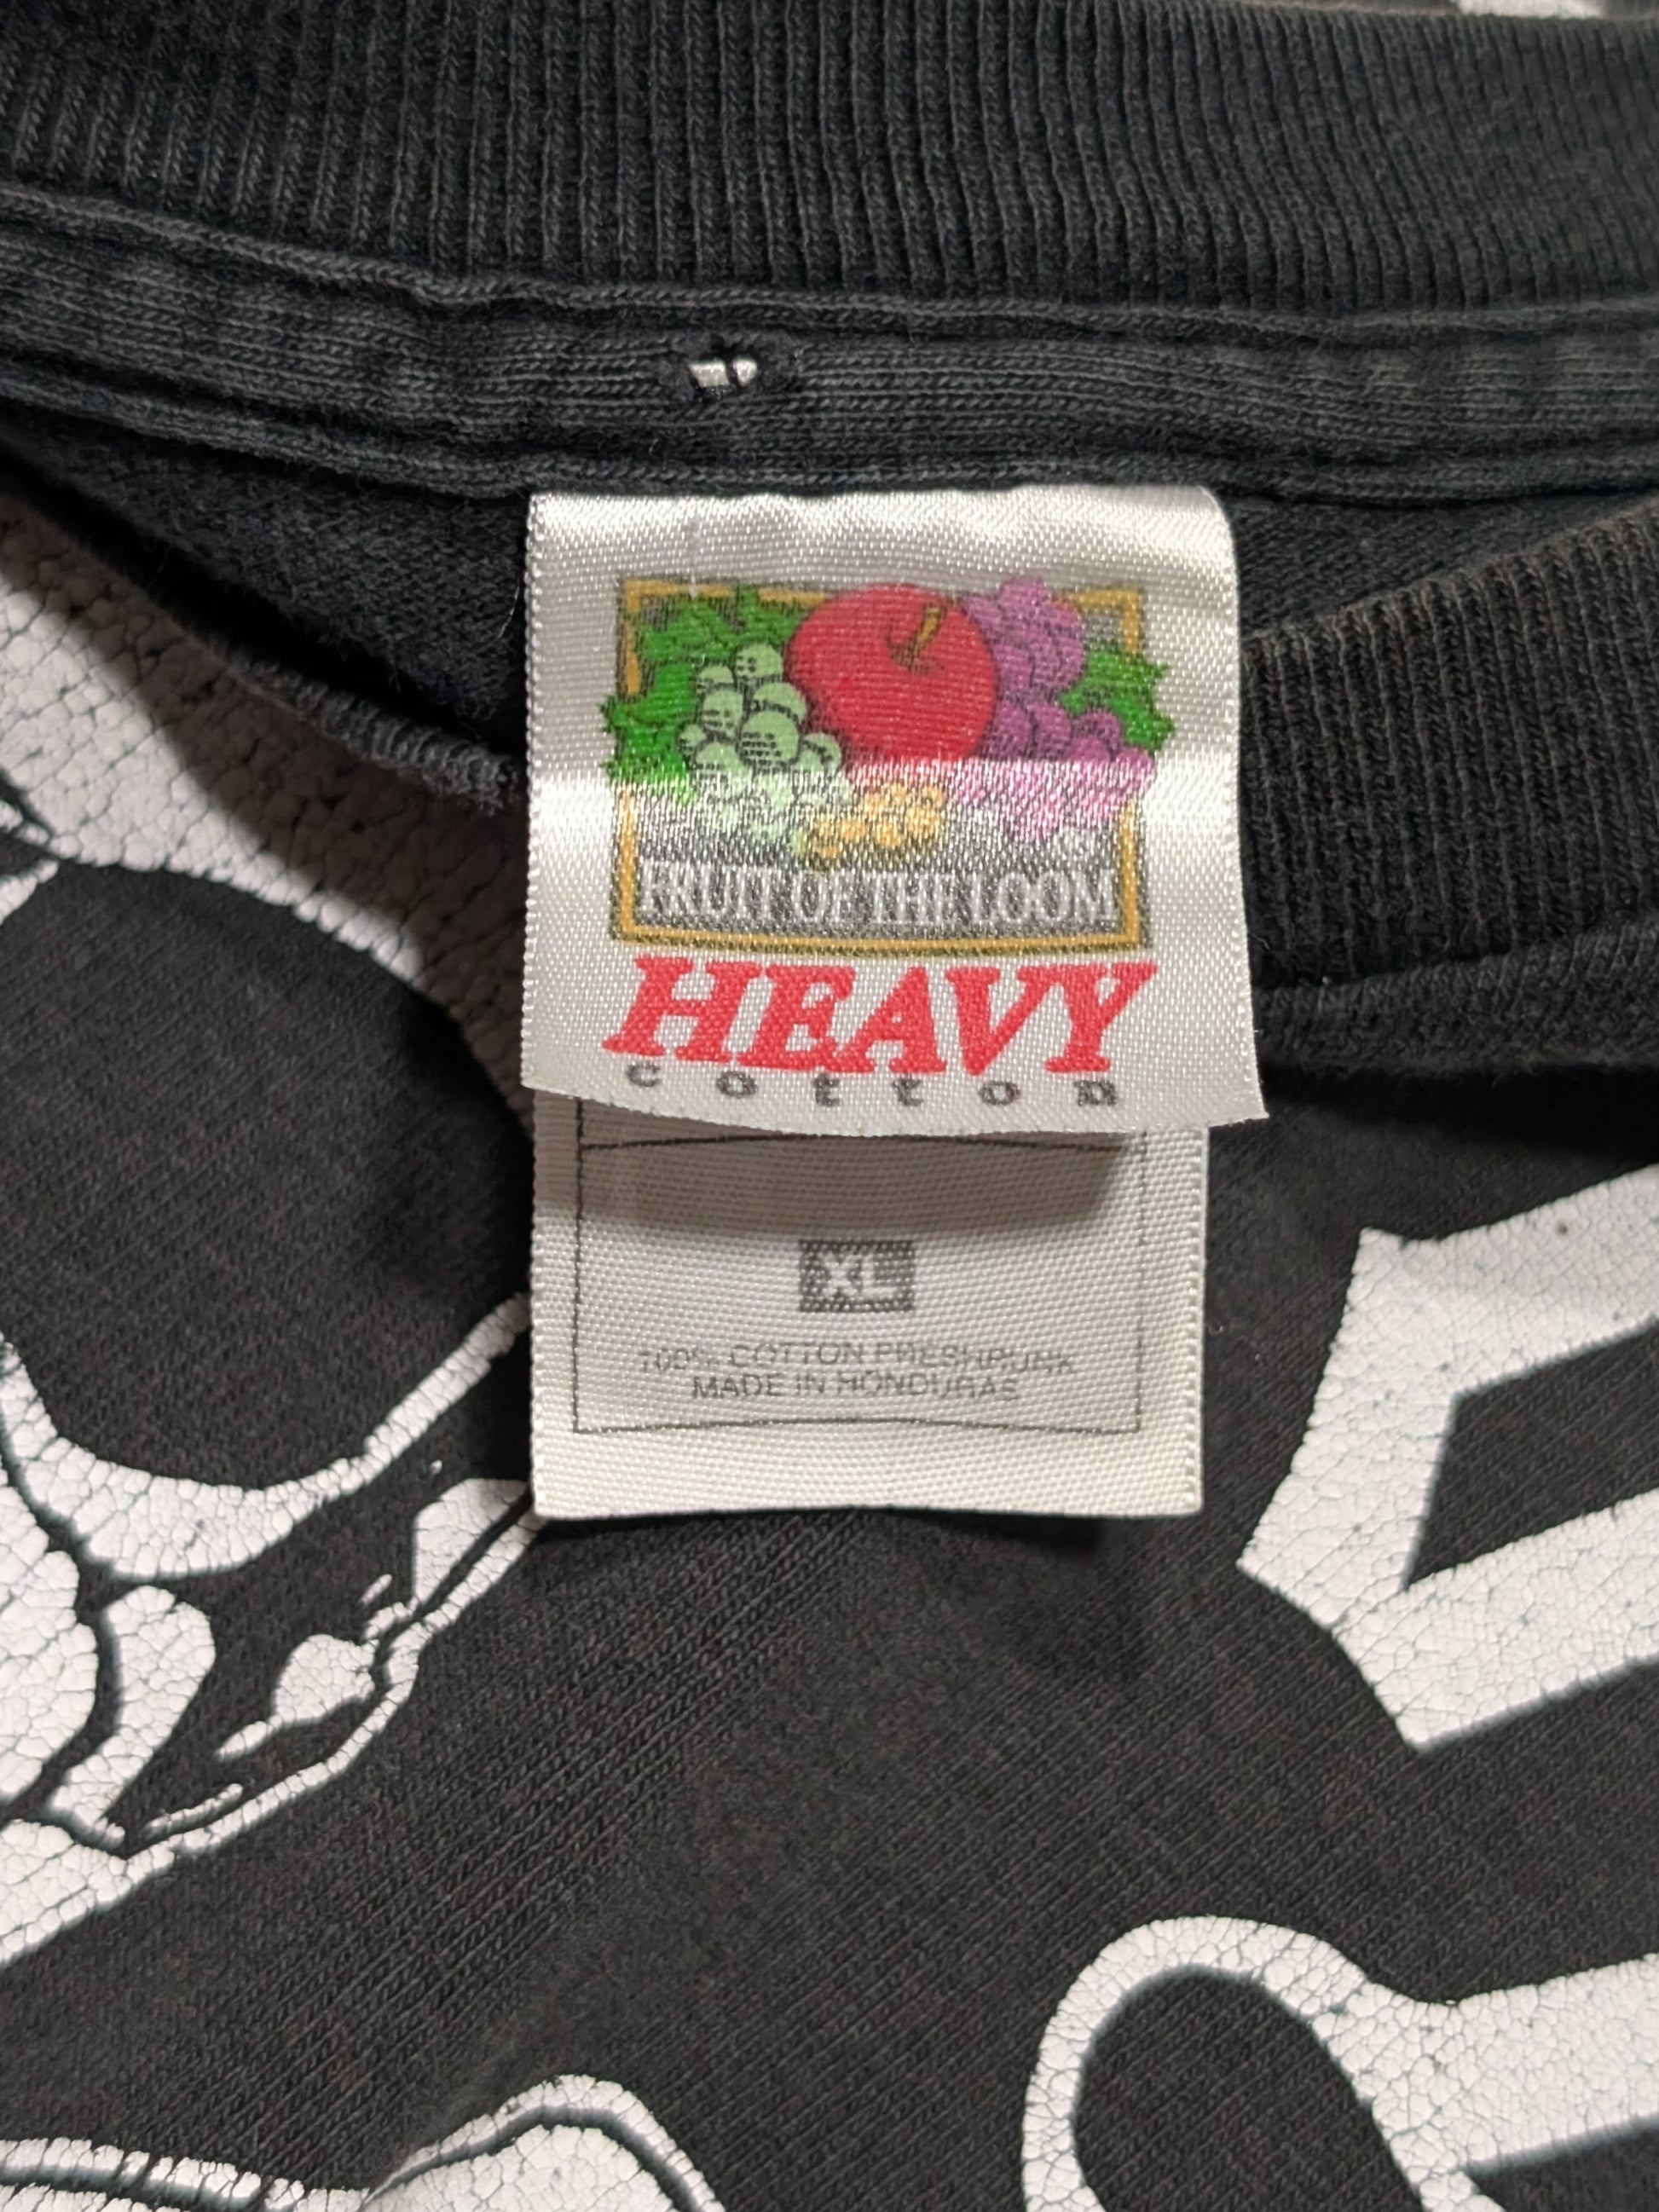 FRUIT OF THE LOOM
HEAVY
cotton
XL
100% COTTON PRESHRUNK
MADE IN HONDURAS